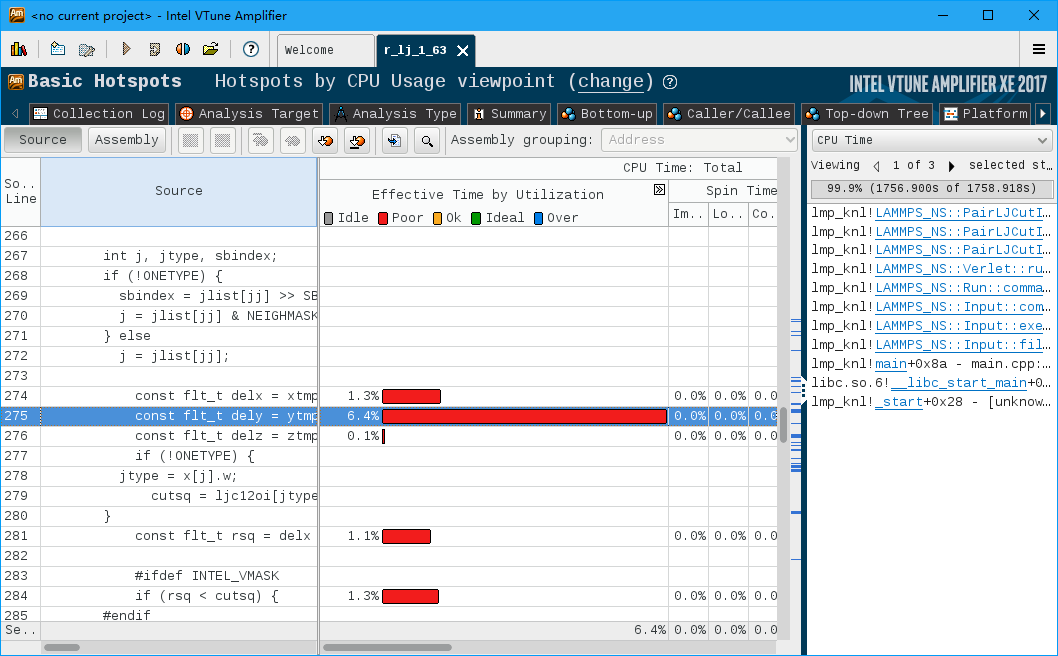 <no current project> - Intel VTune Amplifier
Welcome
r_lj_1_63
Basic Hotspots Hotspots by CPU Usage viewpoint (change)
INTEL VTUNE AMPLIFIER XE 2017
Collection Log Analysis Target Analysis Type Summary Bottom-up Caller/Callee Top-down Tree Platform
Source Assembly Assembly grouping: Address
CPU Time
Viewing 1 of 3 selected st…
99.9% (1756.900s of 1758.918s)
So..
Line
Source
CPU Time: Total
Effective Time by Utilization
Spin Time
Idle Poor Ok Ideal Over
Im.. Lo.. Co.
266
267 int j, jtype, sbindex;
268 if (!ONETYPE) {
269 sbindex = jlist[jj] >> SB
270 j = jlist[jj] & NEIGHMASK
271 } else
272 j = jlist[jj];
273
274 const flt_t delx = xtmp 1.3% 0.0% 0.0% 0.0
275 const flt_t dely = ytmp 6.4% 0.0% 0.0% 0.0
276 const flt_t delz = ztmp 0.1% 0.0% 0.0% 0.0
277 if (!ONETYPE) {
278 jtype = x[j].w;
279 cutsq = ljc12oi[jtype
280 }
281 const flt_t rsq = delx 1.1% 0.0% 0.0% 0.0
282
283 #ifdef INTEL_VMASK
284 if (rsq < cutsq) { 1.3% 0.0% 0.0% 0.0
285 #endif
Se.. 6.4% 0.0% 0.0% 0.0
lmp_knl!LAMMPS_NS::PairLJCutI…
lmp_knl!LAMMPS_NS::PairLJCutI…
lmp_knl!LAMMPS_NS::PairLJCutI…
lmp_knl!LAMMPS_NS::Verlet::ru…
lmp_knl!LAMMPS_NS::Run::comma…
lmp_knl!LAMMPS_NS::Input::com…
lmp_knl!LAMMPS_NS::Input::exe…
lmp_knl!LAMMPS_NS::Input::fil…
lmp_knl!main+0x8a - main.cpp:…
libc.so.6!__libc_start_main+0…
lmp_knl!_start+0x28 - [unknow…